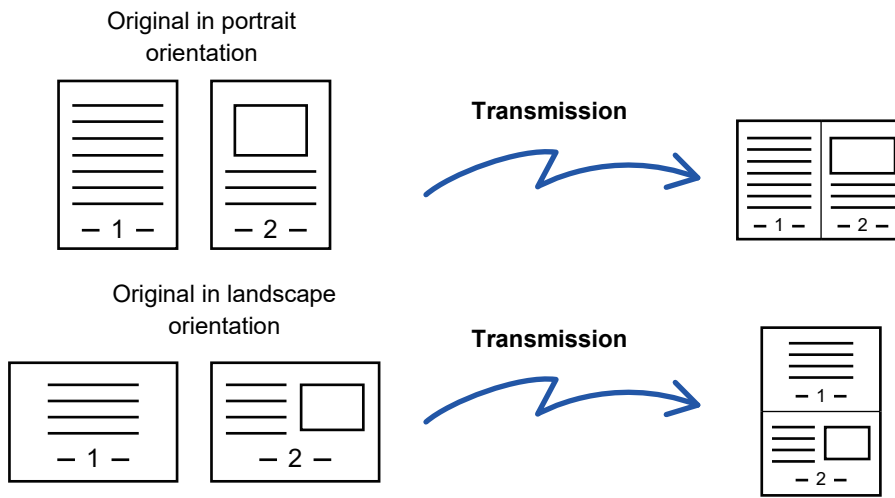 Original in portrait
orientation
Transmission
– 1 –
– 2 –
– 1 –
– 2 –
Original in landscape
orientation
Transmission
– 1 –
– 2 –
– 1 –
– 2 –